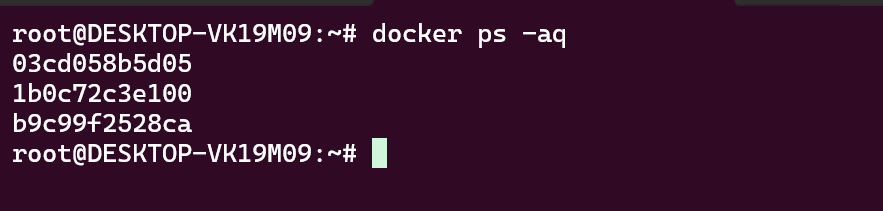 root@DESKTOP-VK19M09:~# docker ps -aq
03cd058b5d05
1b0c72c3e100
b9c99f2528ca
root@DESKTOP-VK19M09:~#